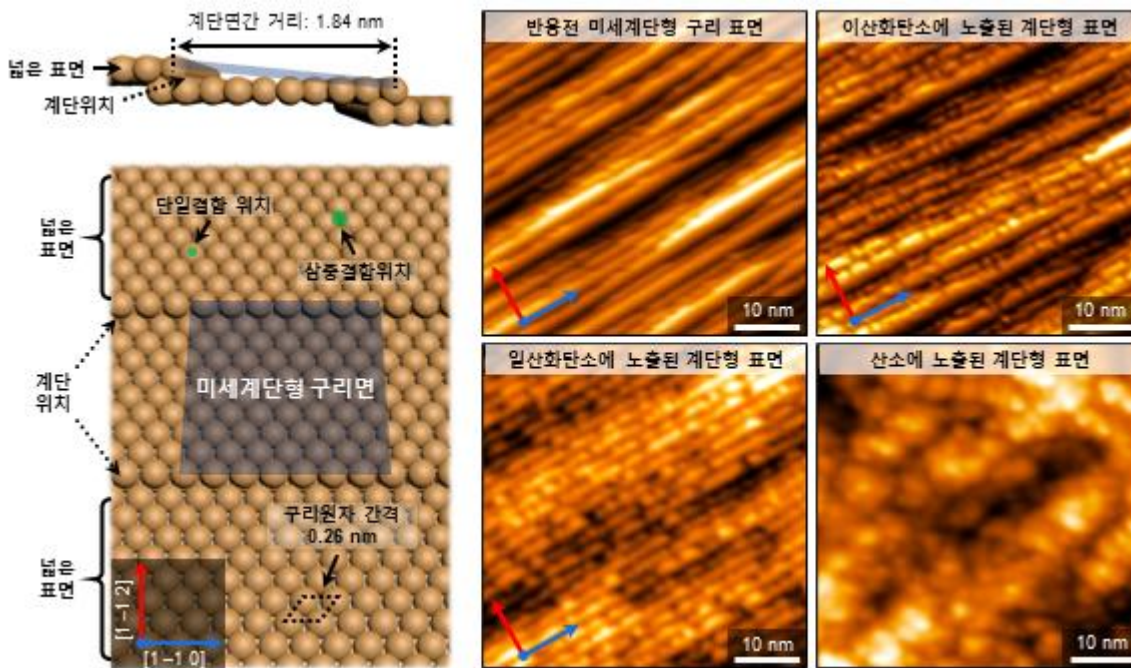 계단면간 거리: 1.84 nm
넓은 표면
계단위치
단일결합 위치
삼중결합위치
넓은
표면
계단
위치
미세계단형 구리면
구리원자 간격
0.26 nm
넓은
표면
[1 –1 2]
[1 –1 0]
반응전 미세계단형 구리 표면
10 nm
이산화탄소에 노출된 계단형 표면
10 nm
일산화탄소에 노출된 계단형 표면
10 nm
산소에 노출된 계단형 표면
10 nm